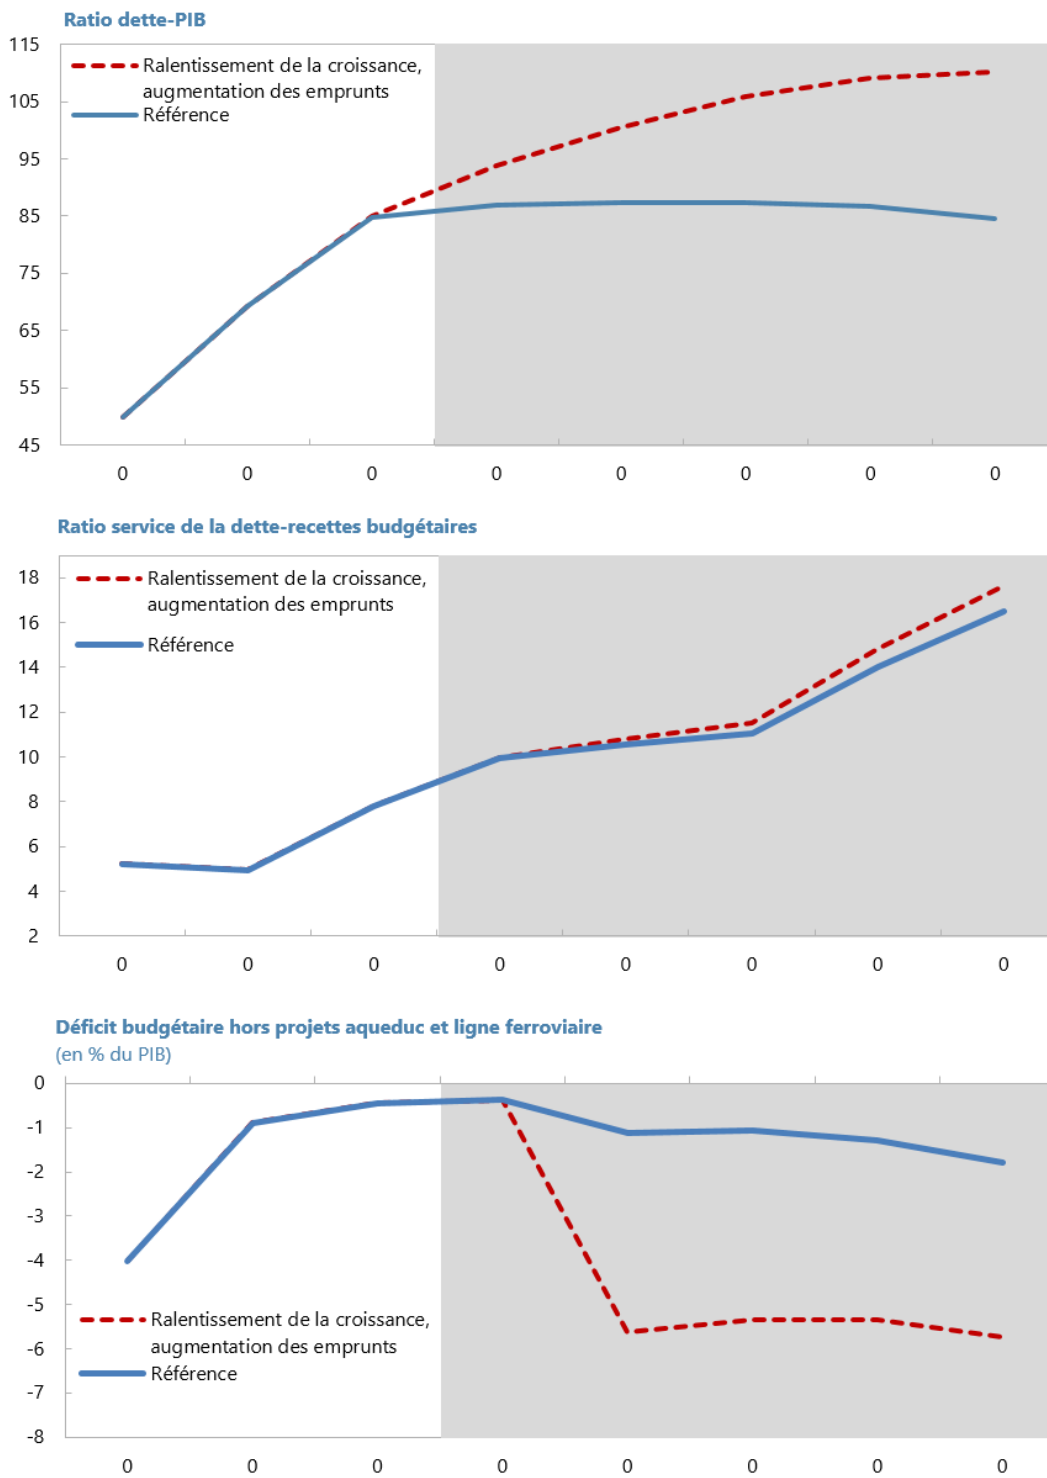 Ratio dette-PIB
115
105
95
85
75
65
55
45
Ralentissement de la croissance,
augmentation des emprunts
Référence
0 0 0 0 0 0 0 0
Ratio service de la dette-recettes budgétaires
18
16
14
12
10
8
6
4
2
Ralentissement de la croissance,
augmentation des emprunts
Référence
0 0 0 0 0 0 0 0
Déficit budgétaire hors projets aqueduc et ligne ferroviaire
(en % du PIB)
0
-1
-2
-3
-4
-5
-6
-7
-8
Ralentissement de la croissance,
augmentation des emprunts
Référence
0 0 0 0 0 0 0 0